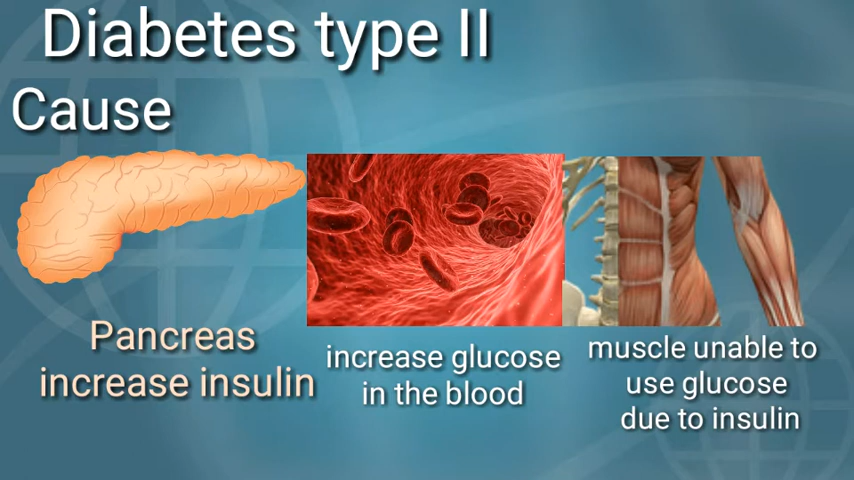 Diabetes type II
Cause
Pancreas
increase insulin
increase glucose
in the blood
muscle unable to
use glucose
due to insulin